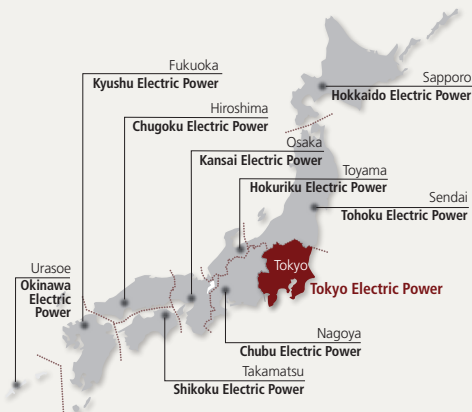 Fukuoka
Kyushu Electric Power
Sapporo
Hokkaido Electric Power
Hiroshima
Chugoku Electric Power
Osaka
Kansai Electric Power
Toyama
Hokuriku Electric Power
Sendai
Tohoku Electric Power
Tokyo
Tokyo Electric Power
Urasoe
Okinawa
Electric
Power
Nagoya
Chubu Electric Power
Takamatsu
Shikoku Electric Power